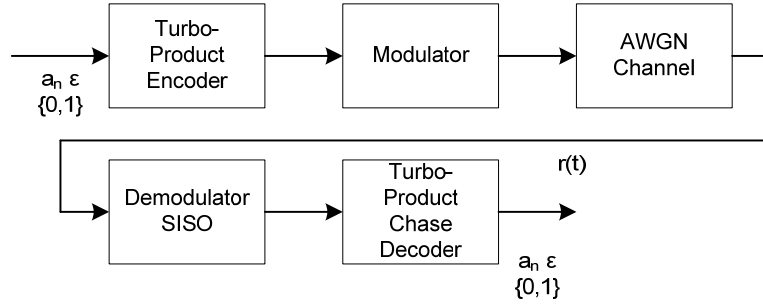 Turbo-
Product
Encoder
Modulator
AWGN
Channel
aₙ ε
{0,1}
r(t)
Demodulator
SISO
Turbo-
Product
Chase
Decoder
aₙ ε
{0,1}